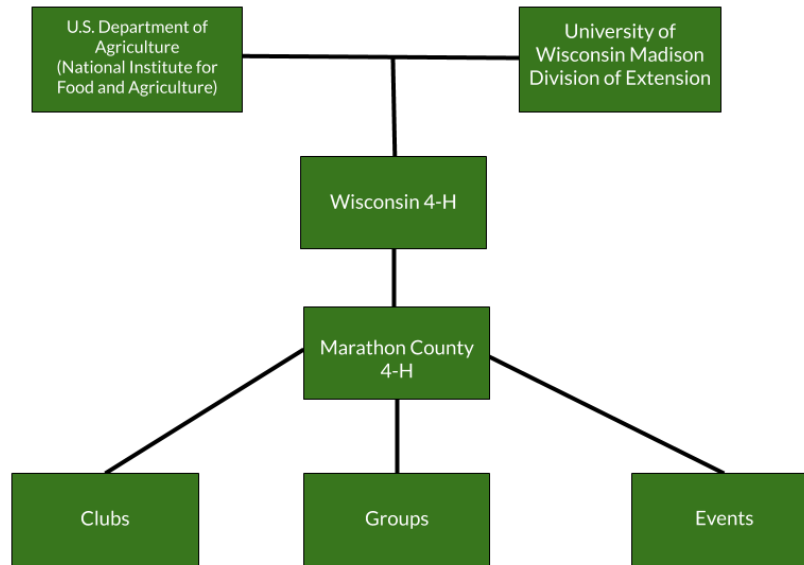 U.S. Department of
Agriculture
(National Institute for
Food and Agriculture)
University of
Wisconsin Madison
Division of Extension
Wisconsin 4-H
Marathon County
4-H
Clubs
Groups
Events